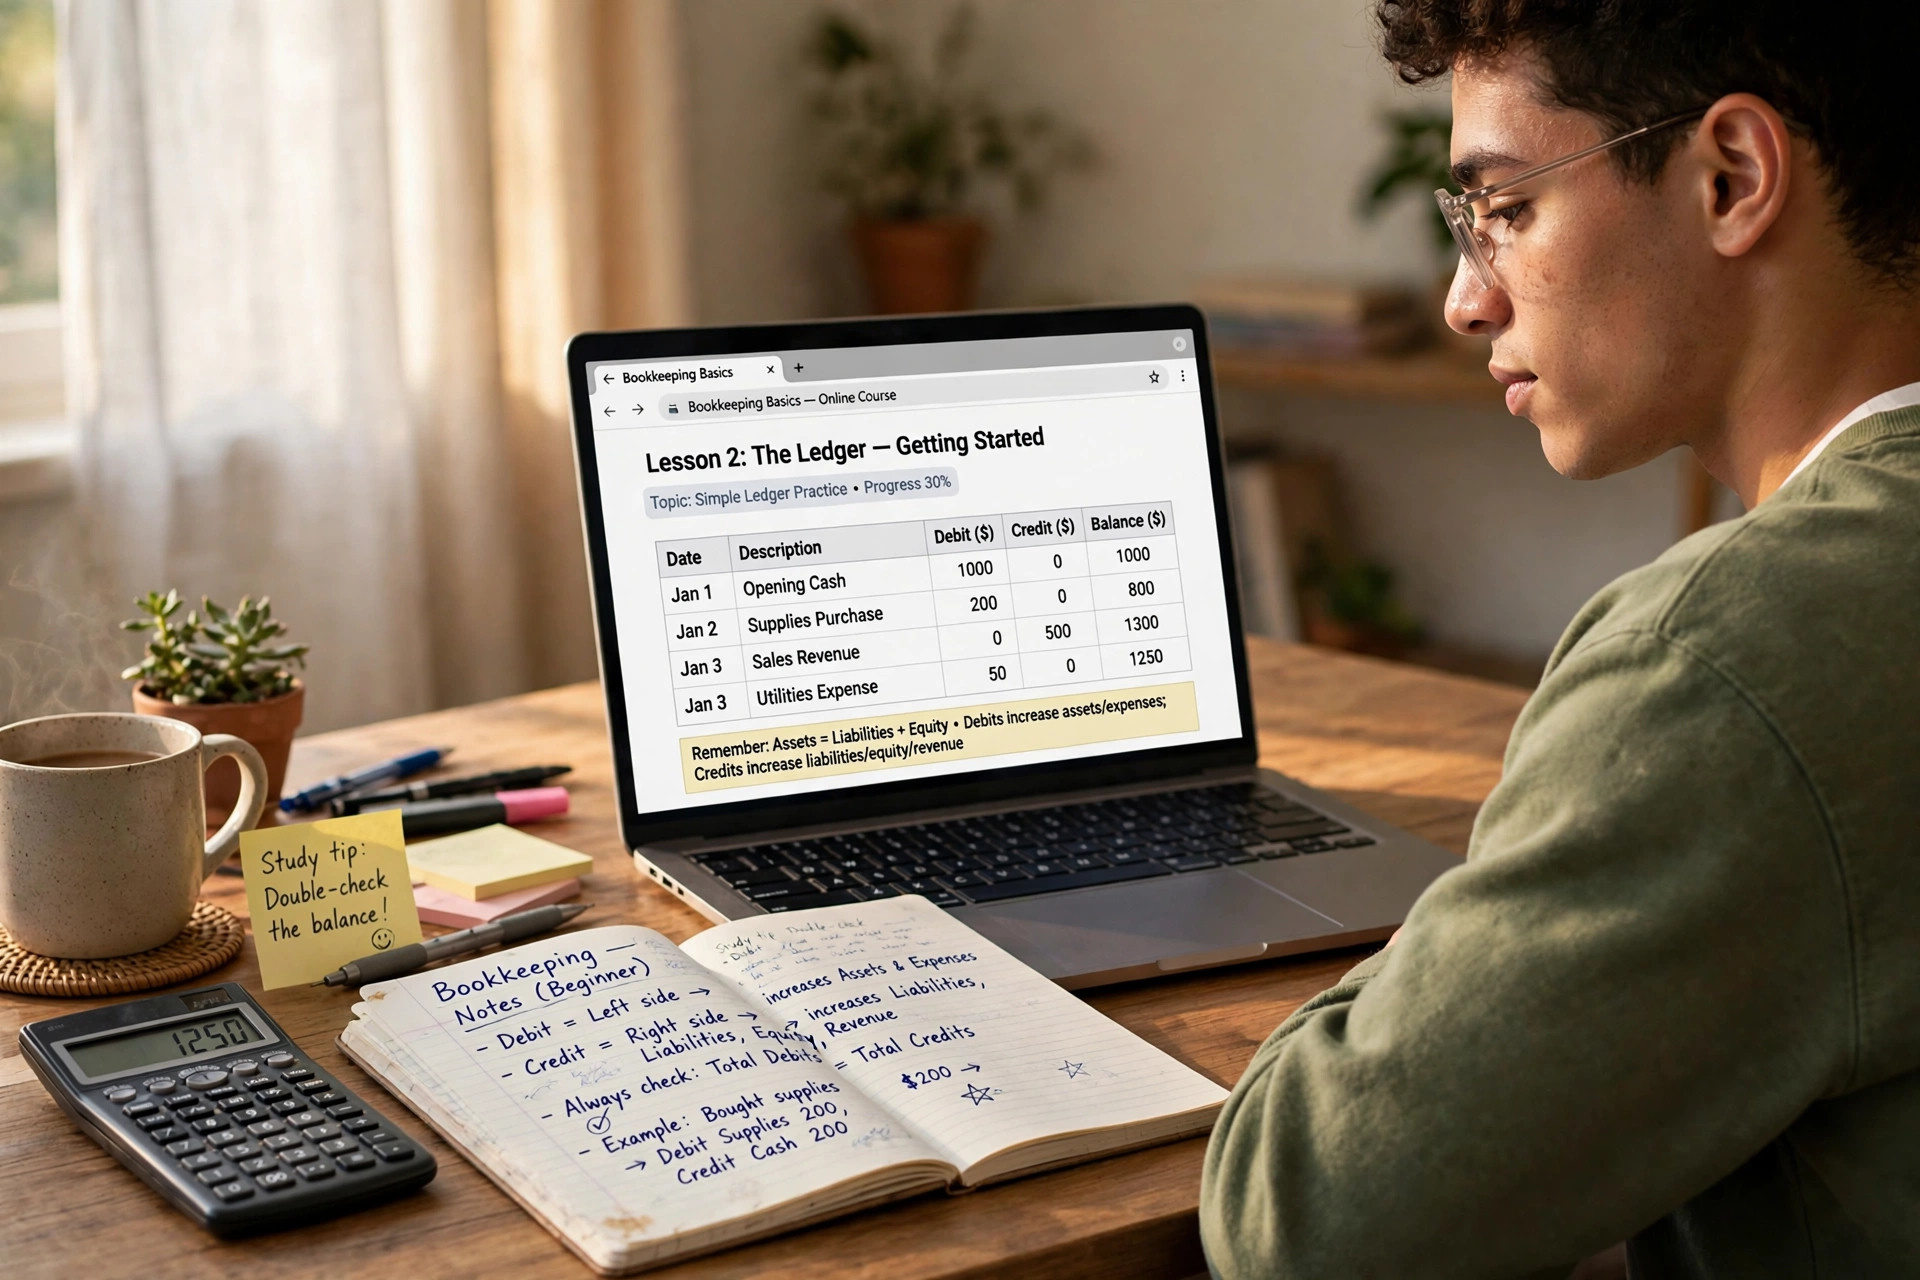 Bookkeeping Basics
Bookkeeping Basics — Online Course
Lesson 2: The Ledger — Getting Started
Topic: Simple Ledger Practice • Progress 30%
Date Description Debit ($) Credit ($) Balance ($)
Jan 1 Opening Cash 1000 0 1000
Jan 2 Supplies Purchase 200 0 800
Jan 3 Sales Revenue 0 500 1300
Jan 3 Utilities Expense 50 0 1250
Remember: Assets = Liabilities + Equity • Debits increase assets/expenses;
Credits increase liabilities/equity/revenue
Study tip:
Double-check
the balance!
1250
Bookkeeping —
Notes (Beginner)
- Debit = Left side →
- Credit = Right side →
Liabilities, Equity,
- Always check: Total Debits
- Example: Bought supplies
→ Debit Supplies 200,
Credit Cash 200
Study tip Double-check
increases Assets & Expenses
→ increases Liabilities,
Revenue
= Total Credits
$200 →